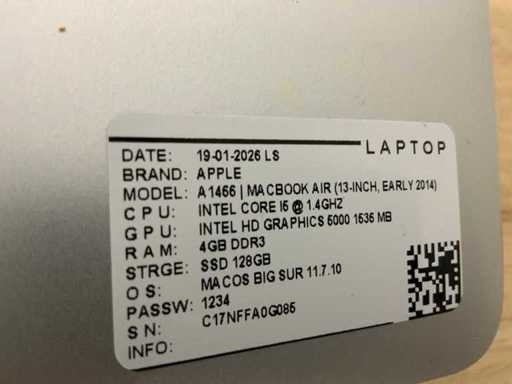 LAPTOP
DATE: 19-01-2026 LS
BRAND: APPLE
MODEL: A1466 | MACBOOK AIR (13-INCH, EARLY 2014)
CPU: INTEL CORE I5 @ 1.4GHZ
GPU: INTEL HD GRAPHICS 5000 1536 MB
RAM: 4GB DDR3
STRGE: SSD 128GB
OS: MACOS BIG SUR 11.7.10
PASSW: 1234
SN: C17NFFA0G085
INFO: